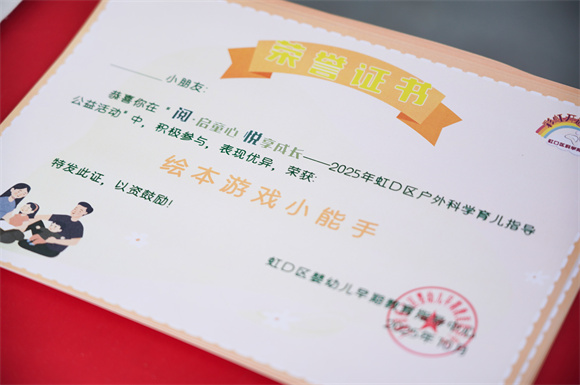 荣誉证书
小朋友:
恭喜你在"阅·启童心 悦享成长——2025年虹口区户外科学育儿指导
公益活动"中,积极参与,表现优异,荣获:
绘本游戏小能手
特发此证,以资鼓励!
虹口区婴幼儿早期教育指导中心
2025年10月